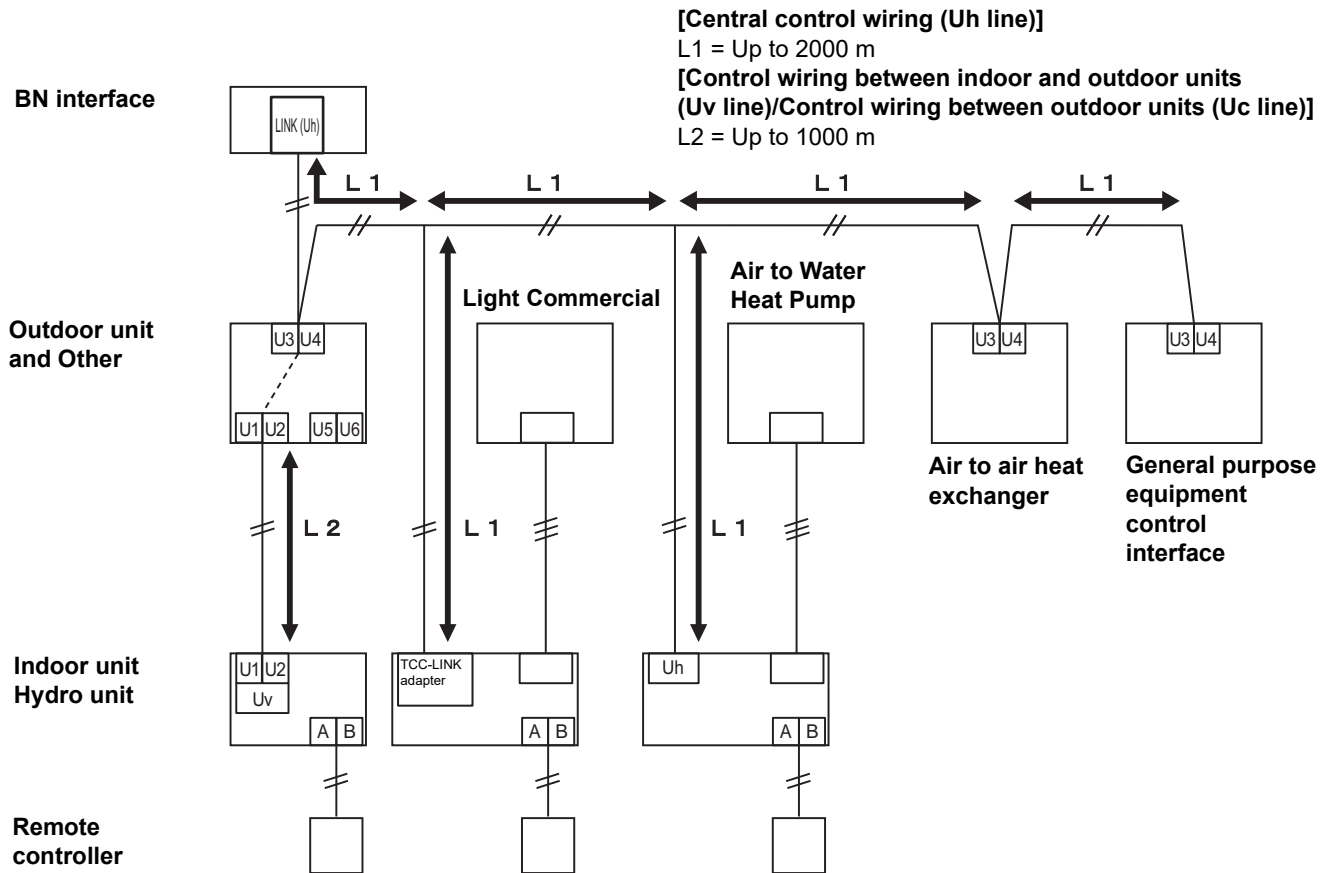 [Central control wiring (Uh line)]
L1 = Up to 2000 m
[Control wiring between indoor and outdoor units
(Uv line)/Control wiring between outdoor units (Uc line)]
L2 = Up to 1000 m
BN interface
LINK (Uh)
L 1
L 1
L 1
L 1
Light Commercial
Air to Water
Heat Pump
Outdoor unit
and Other
U3 U4
U3 U4
U3 U4
U1 U2
U5 U6
Air to air heat
exchanger
General purpose
equipment
control
interface
L 2
L 1
L 1
Indoor unit
Hydro unit
U1 U2
Uv
TCC-LINK
adapter
Uh
A B
A B
A B
Remote
controller